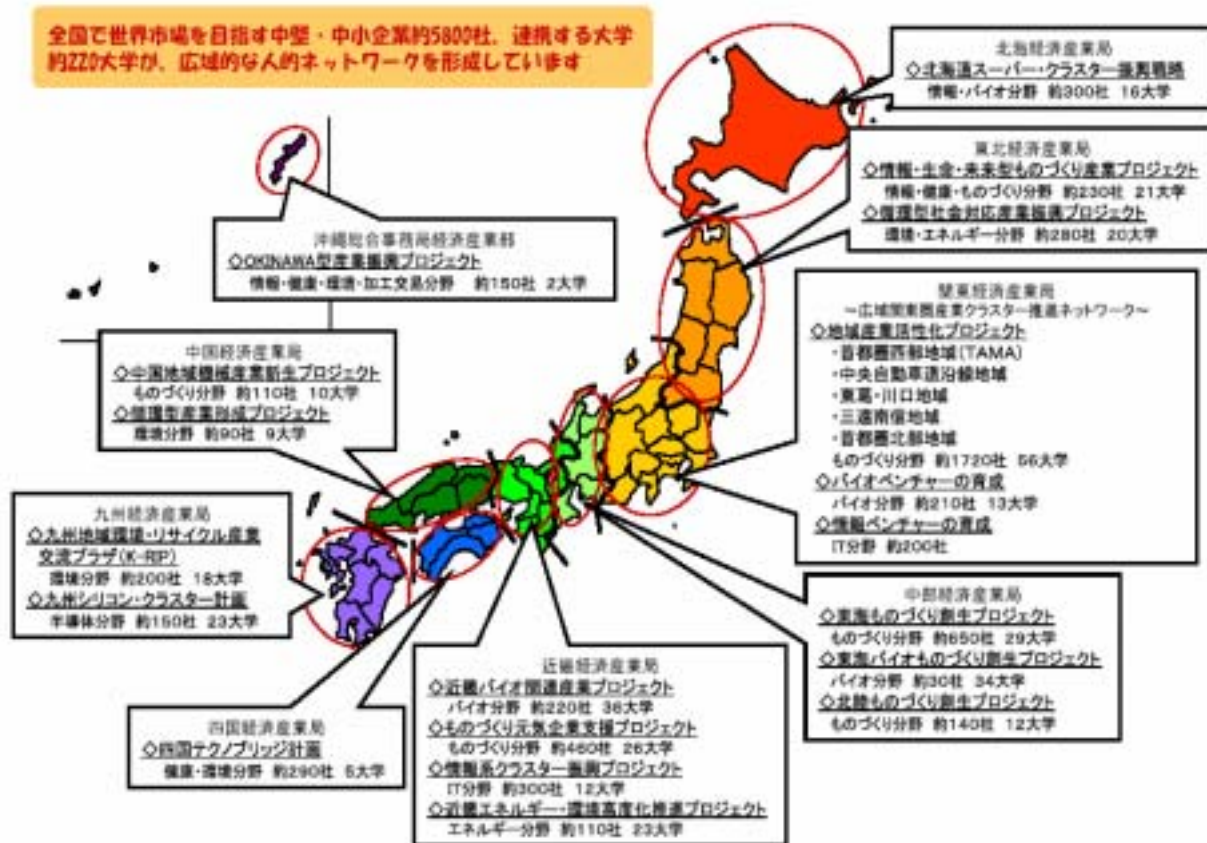 全国で世界市場を目指す中堅・中小企業約5800社、連携する大学
約220大学が、広域的な人的ネットワークを形成しています
北海経済産業局
◇北海道スーパー・クラスター振興戦略
情報・バイオ分野 約300社 16大学
東北経済産業局
◇情報・生命・未来型ものづくり産業プロジェクト
情報・健康・ものづくり分野 約230社 21大学
◇循環型社会対応産業振興プロジェクト
環境・エネルギー分野 約280社 20大学
沖縄総合事務局経済産業部
◇OKINAWA型産業振興プロジェクト
情報・健康・環境・加工交易分野 約150社 2大学
関東経済産業局
～広域関東圏産業クラスター推進ネットワーク～
◇地域産業活性化プロジェクト
・首都圏西部地域(TAMA)
・中央自動車道沿線地域
・東葛・川口地域
・三遠南信地域
・首都圏北部地域
ものづくり分野 約1720社 56大学
◇バイオベンチャーの育成
バイオ分野 約210社 13大学
◇情報ベンチャーの育成
IT分野 約200社
中国経済産業局
◇中国地域機械産業新生プロジェクト
ものづくり分野 約110社 10大学
◇循環型産業形成プロジェクト
環境分野 約90社 9大学
九州経済産業局
◇九州地域環境・リサイクル産業
交流プラザ(K-RIP)
環境分野 約200社 18大学
◇九州シリコン・クラスター計画
半導体分野 約150社 23大学
中部経済産業局
◇東海ものづくり創生プロジェクト
ものづくり分野 約650社 29大学
◇東海バイオものづくり創生プロジェクト
バイオ分野 約30社 34大学
◇北陸ものづくり創生プロジェクト
ものづくり分野 約140社 12大学
近畿経済産業局
◇近畿バイオ関連産業プロジェクト
バイオ分野 約220社 36大学
◇ものづくり元気企業支援プロジェクト
ものづくり分野 約460社 26大学
◇情報系クラスター振興プロジェクト
IT分野 約300社 12大学
◇近畿エネルギー・環境高度化推進プロジェクト
エネルギー分野 約110社 23大学
四国経済産業局
◇四国テクノブリッジ計画
健康・環境分野 約290社 5大学